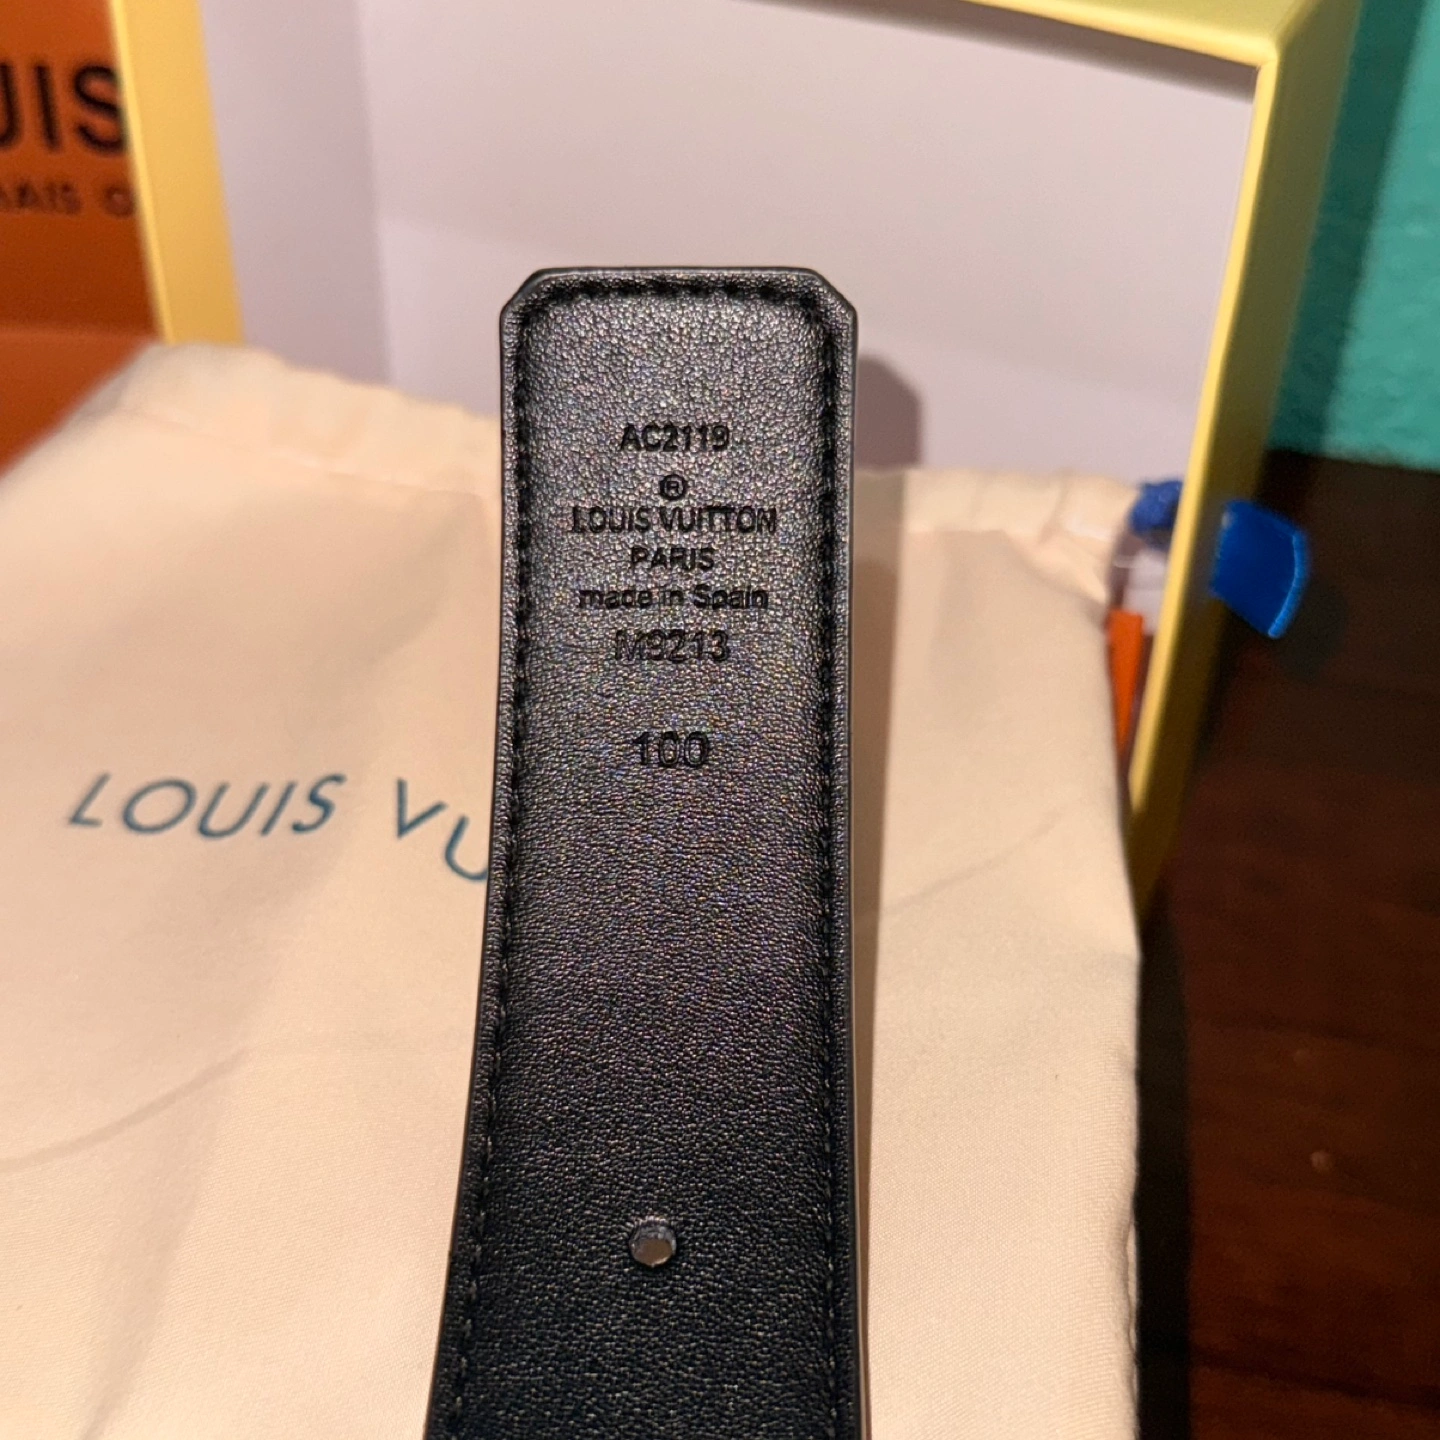 UIS
AC2119
®
LOUIS VUITTON
PARIS
made in Spain
M9213
100
LOUIS VU